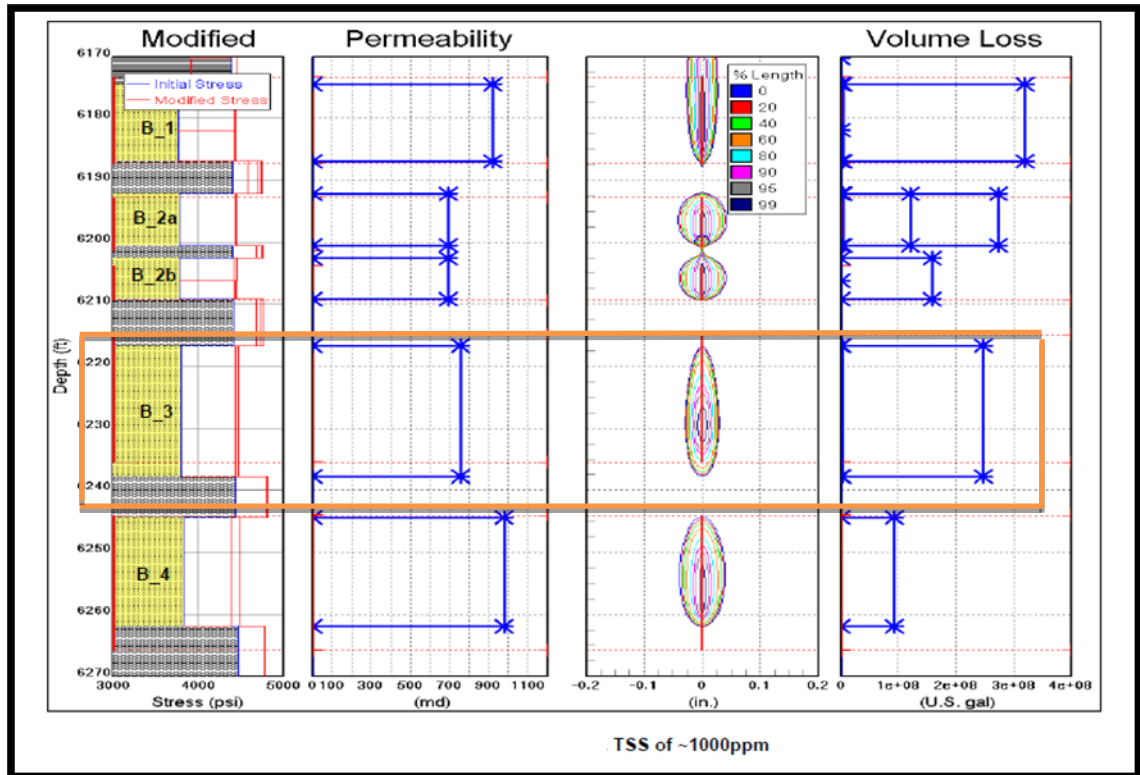 Modified Permeability Volume Loss
6170
6180
6190
6200
6210
6220
6230
6240
6250
6260
6270
Depth (ft)
Initial Stress
Modified Stress
B_1
B_2a
B_2b
B_3
B_4
% Length
0
20
40
60
80
90
95
99
3000 4000 5000
Stress (psi)
0 100 300 500 700 900 1100
(md)
-0.2 -0.1 0 0.1 0.2
(in.)
0 1e+08 2e+08 3e+08 4e+08
(U.S. gal)
. TSS of ~1000ppm